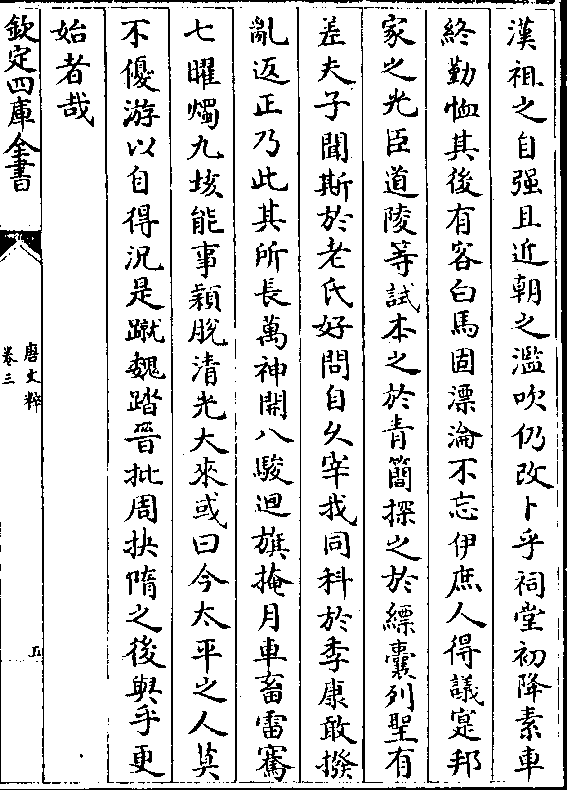 漢祖之自强且近朝之濫吹仍改卜乎祠堂初降素車
終勤恤其後有客白馬固漂淪不忘伊庶人得議寔邦
家之光臣道陵等試本之於青簡探之於縹囊列聖有
差夫子聞斯於老氏好問自久宰我同科於季康敢撥
亂返正乃此其所長萬神開八駿迴旗掩月車畜雷騫
七曜燭九垓能事頴脫清光大來或曰今太平之人莫
不優游以自得況是蹴魏踏晉批周抉隋之後與乎更
始者哉
欽定四庫全書
唐文粹
卷三
五